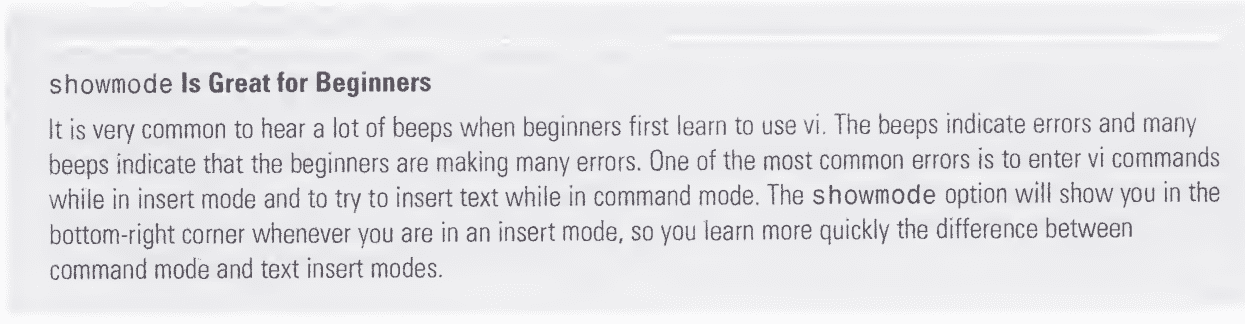 showmode Is Great for Beginners
It is very common to hear a lot of beeps when beginners first learn to use vi. The beeps indicate errors and many
beeps indicate that the beginners are making many errors. One of the most common errors is to enter vi commands
while in insert mode and to try to insert text while in command mode. The showmode option will show you in the
bottom-right corner whenever you are in an insert mode, so you learn more quickly the difference between
command mode and text insert modes.